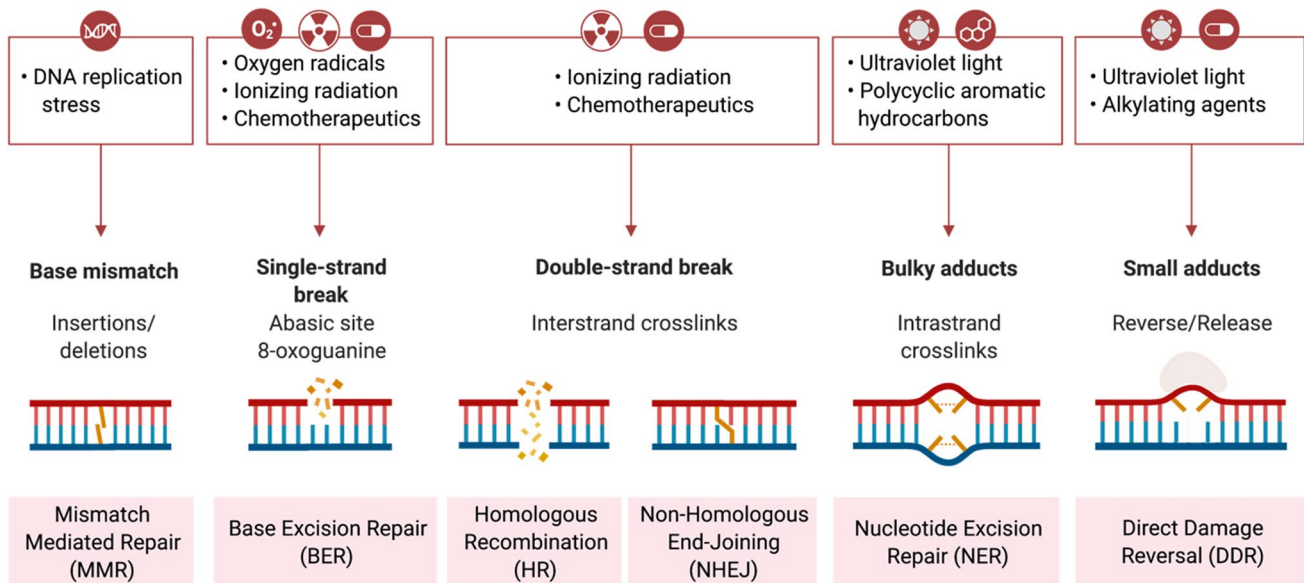 O₂•
• DNA replication
stress
• Oxygen radicals
• Ionizing radiation
• Chemotherapeutics
• Ionizing radiation
• Chemotherapeutics
• Ultraviolet light
• Polycyclic aromatic
hydrocarbons
• Ultraviolet light
• Alkylating agents
Base mismatch
Insertions/
deletions
Single-strand
break
Abasic site
8-oxoguanine
Double-strand break
Interstrand crosslinks
Bulky adducts
Intrastrand
crosslinks
Small adducts
Reverse/Release
Mismatch
Mediated Repair
(MMR)
Base Excision Repair
(BER)
Homologous
Recombination
(HR)
Non-Homologous
End-Joining
(NHEJ)
Nucleotide Excision
Repair (NER)
Direct Damage
Reversal (DDR)